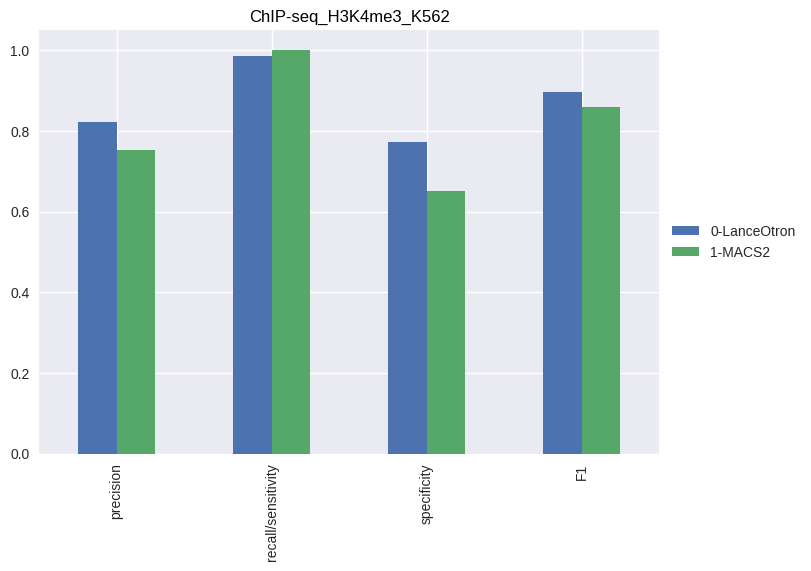 ChIP-seq_H3K4me3_K562
1.0
0.8
0.6
0.4
0.2
0.0
precision
recall/sensitivity
specificity
F1
0-LanceOtron
1-MACS2